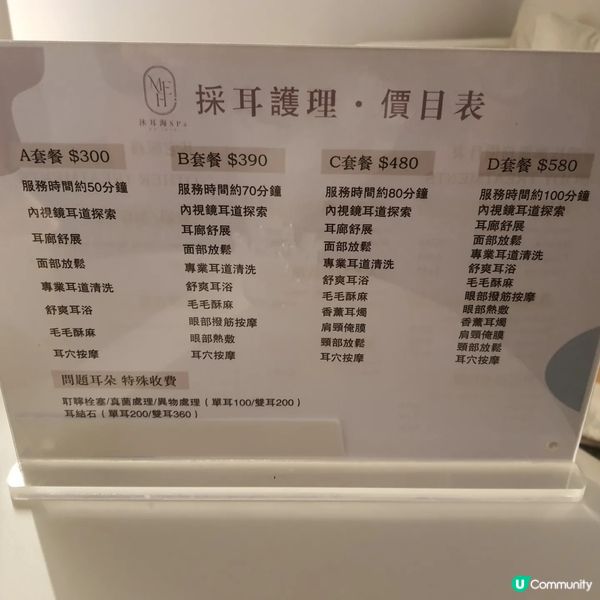 MEH
沐耳淘SPa
採耳護理・價目表
A套餐 $300
服務時間約50分鐘
內視鏡耳道探索
耳廊舒展
面部放鬆
專業耳道清洗
舒爽耳浴
毛毛酥麻
耳穴按摩
B套餐 $390
服務時間約70分鐘
內視鏡耳道探索
耳廊舒展
面部放鬆
專業耳道清洗
舒爽耳浴
毛毛酥麻
眼部撥筋按摩
眼部熱敷
耳穴按摩
C套餐 $480
服務時間約80分鐘
內視鏡耳道探索
耳廊舒展
面部放鬆
專業耳道清洗
舒爽耳浴
毛毛酥麻
香薰耳燭
肩頸俺膜
頸部放鬆
耳穴按摩
D套餐 $580
服務時間約100分鐘
內視鏡耳道探索
耳廊舒展
面部放鬆
專業耳道清洗
舒爽耳浴
毛毛酥麻
眼部撥筋按摩
眼部熱敷
香薰耳燭
肩頸俺膜
頸部放鬆
耳穴按摩
問題耳朵 特殊收費
耵聹栓塞/真菌處理/異物處理（單耳100/雙耳200）
耳結石（單耳200/雙耳360）
U Community